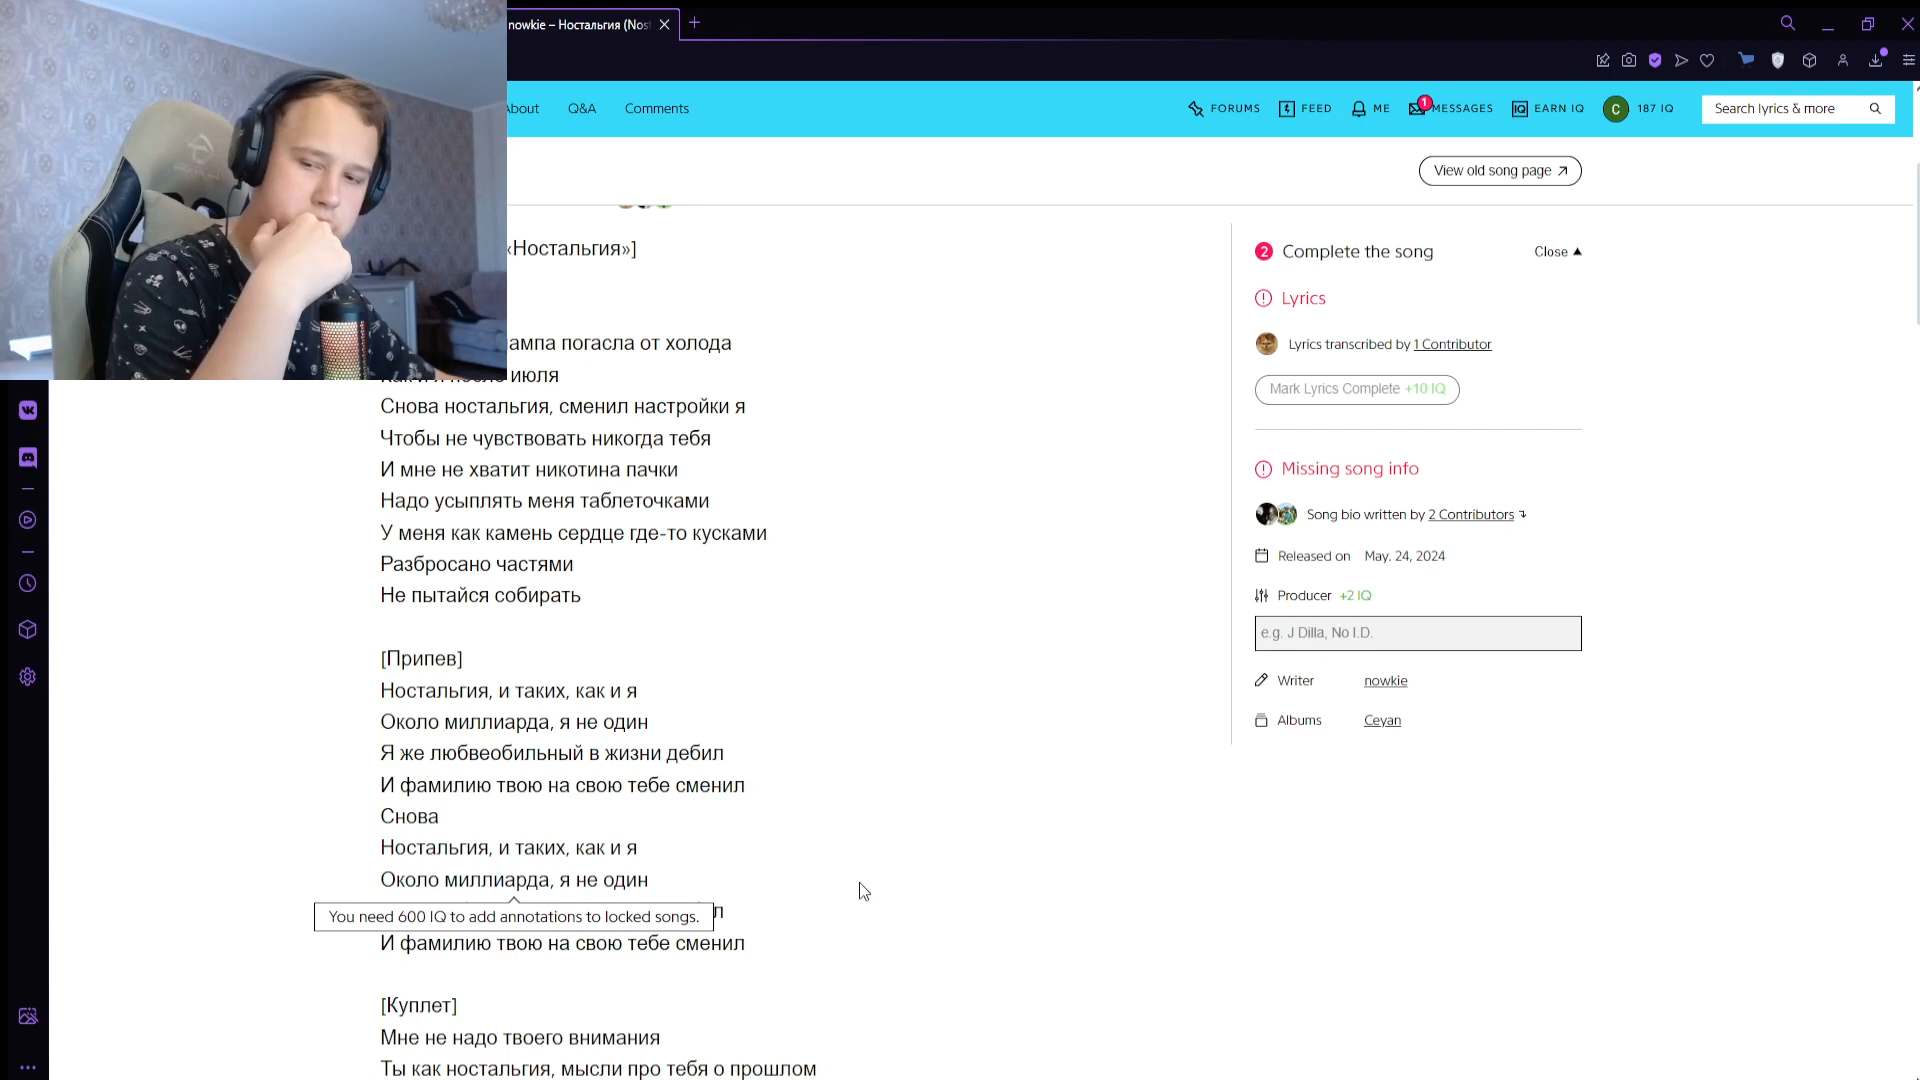 nowkie – Ностальгия (Nos
About
Q&A
Comments
FORUMS
FEED
ME
1
MESSAGES
EARN IQ
C
187 IQ
Search lyrics & more
View old song page
«Ностальгия»]
погасла от холода
июля
Снова ностальгия, сменил настройки я
Чтобы не чувствовать никогда тебя
И мне не хватит никотина пачки
Надо усыплять меня таблеточками
У меня как камень сердце где-то кусками
Разбросано частями
Не пытайся собирать
[Припев]
Ностальгия, и таких, как и я
Около миллиарда, я не один
Я же любвеобильный в жизни дебил
И фамилию твою на свою тебе сменил
Снова
Ностальгия, и таких, как и я
Около миллиарда, я не один
You need 600 IQ to add annotations to locked songs.
И фамилию твою на свою тебе сменил
[Куплет]
Мне не надо твоего внимания
Ты как ностальгия, мысли про тебя о прошлом
2 Complete the song
Close
Lyrics
Lyrics transcribed by 1 Contributor
Mark Lyrics Complete +10 IQ
Missing song info
Song bio written by 2 Contributors
Released on May. 24, 2024
Producer +2 IQ
e.g. J Dilla, No I.D.
Writer nowkie
Albums Ceyan